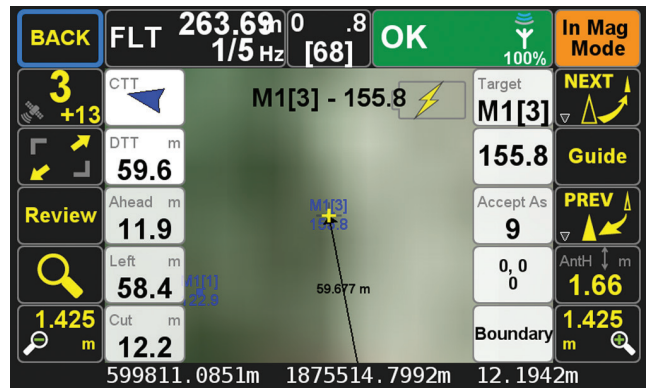 BACK
FLT 263.69m
1/5 Hz
0 .8
[68]
OK
100%
In Mag
Mode
3
+13
CTT
M1[3] - 155.8
Target
M1[3]
NEXT
DTT m
59.6
155.8
Guide
Review
Ahead m
11.9
M1[3]
155.8
Accept As
9
PREV
Left m
58.4
M1[1]
22.9
59.677 m
0, 0
0
AntH m
1.66
1.425
m
Cut m
12.2
Boundary
1.425
m
599811.0851m 1875514.7992m 12.1942m